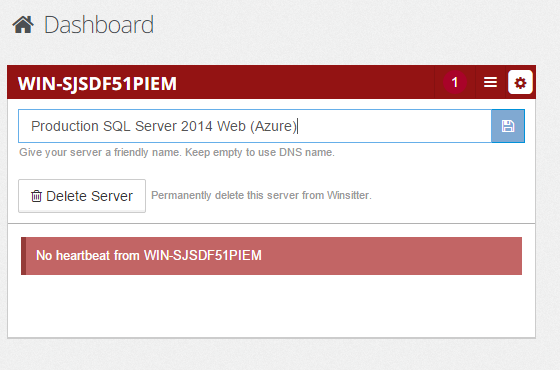 Dashboard
WIN-SJSDF51PIEM 1
Production SQL Server 2014 Web (Azure)
Give your server a friendly name. Keep empty to use DNS name.
Delete Server Permanently delete this server from Winsitter.
No heartbeat from WIN-SJSDF51PIEM